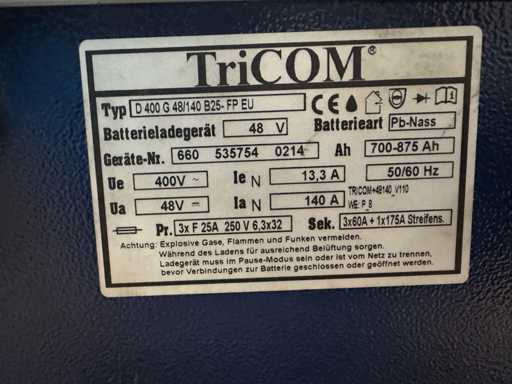 TriCOM®
Typ D 400 G 48/140 B25- FP EU
Batterieladegerät 48 V Batterieart Pb-Nass
Geräte-Nr. 660 535754 0214 Ah 700-875 Ah
Ue 400V ~ Ie N 13,3 A 50/60 Hz
TRICOM+48140_V110
Ua 48V Ia N 140 A WE: P_B
Pr. 3x F 25A 250 V 6,3x32 Sek. 3x60A + 1x175A Streifens.
Achtung: Explosive Gase, Flammen und Funken vermeiden.
Während des Ladens für ausreichend Belüftung sorgen.
Ladegerät muss im Pause-Modus sein oder ist vom Netz zu trennen,
bevor Verbindungen zur Batterie geschlossen oder geöffnet werden.